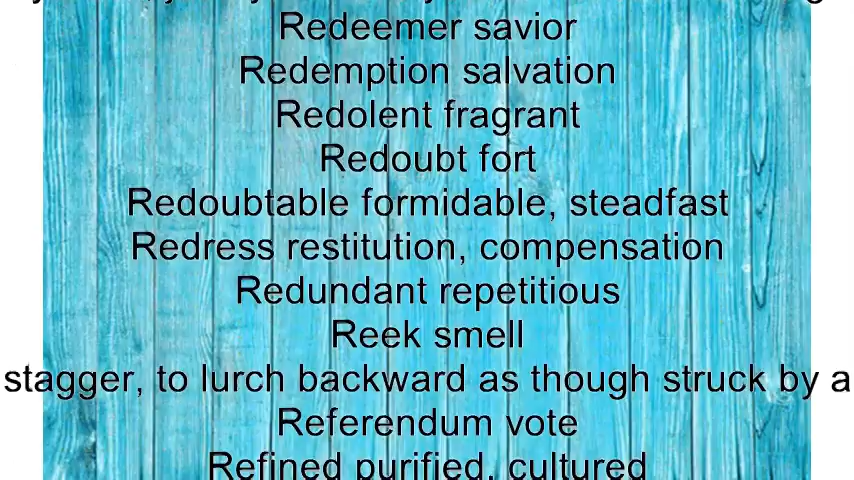 Redeemer savior
Redemption salvation
Redolent fragrant
Redoubt fort
Redoubtable formidable, steadfast
Redress restitution, compensation
Redundant repetitious
Reek smell
stagger, to lurch backward as though struck by a
Referendum vote
Refined purified, cultured